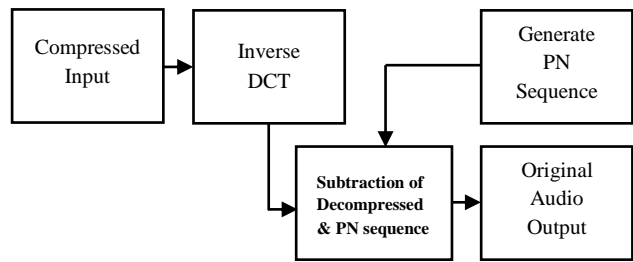 Compressed
Input
Inverse
DCT
Generate
PN
Sequence
Subtraction of
Decompressed
& PN sequence
Original
Audio
Output